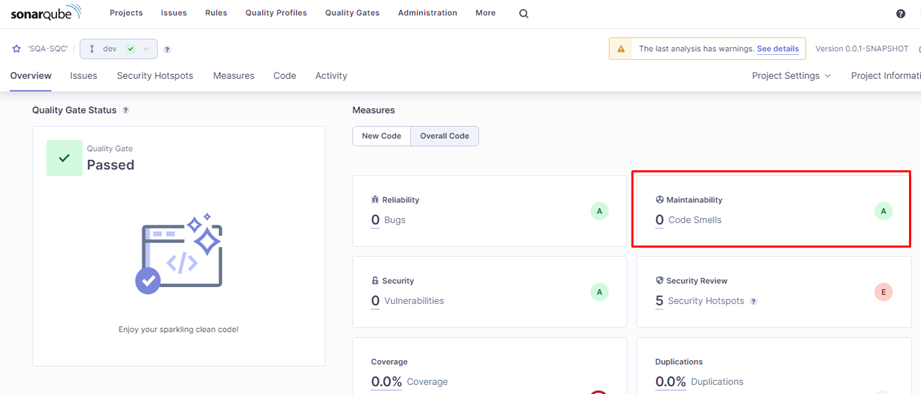 sonarqube Projects Issues Rules Quality Profiles Quality Gates Administration More
'SQA-SQC' / dev The last analysis has warnings. See details Version 0.0.1-SNAPSHOT
Overview Issues Security Hotspots Measures Code Activity Project Settings Project Informati
Quality Gate Status ?
Quality Gate
Passed
Enjoy your sparkling clean code!
Measures
New Code Overall Code
Reliability
0 Bugs
A
Maintainability
0 Code Smells
A
Security
0 Vulnerabilities
A
Security Review
5 Security Hotspots ?
E
Coverage
0.0% Coverage
Duplications
0.0% Duplications